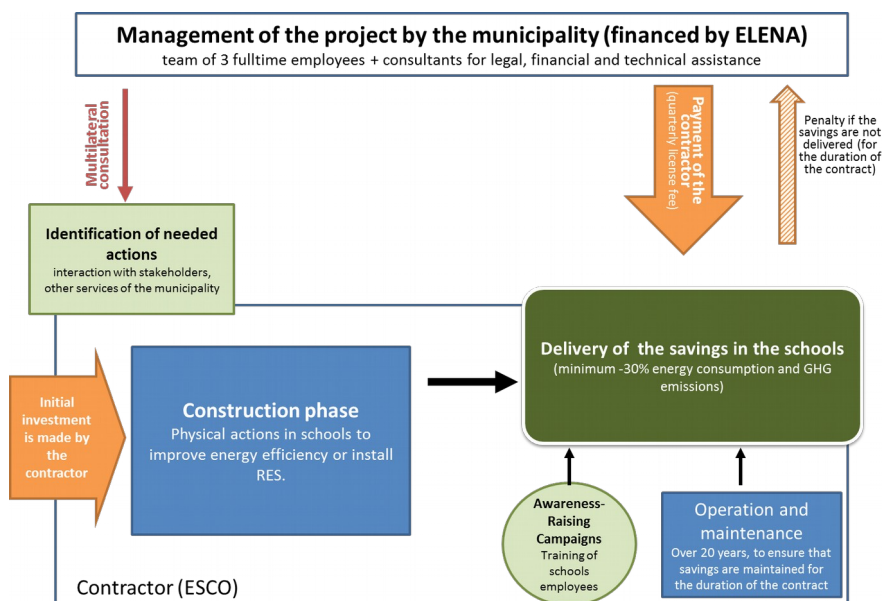 Management of the project by the municipality (financed by ELENA)
team of 3 fulltime employees + consultants for legal, financial and technical assistance
Multilateral
consultation
Payment of the
contractor
(quarterly license fee)
Penalty if the
savings are not
delivered (for
the duration of
the contract)
Identification of needed
actions
interaction with stakeholders,
other services of the municipality
Initial
investment
is made by
the
contractor
Construction phase
Physical actions in schools to
improve energy efficiency or install
RES.
Delivery of the savings in the schools
(minimum -30% energy consumption and GHG
emissions)
Awareness-
Raising
Campaigns
Training of
schools
employees
Operation and
maintenance
Over 20 years, to ensure that
savings are maintained for
the duration of the contract
Contractor (ESCO)